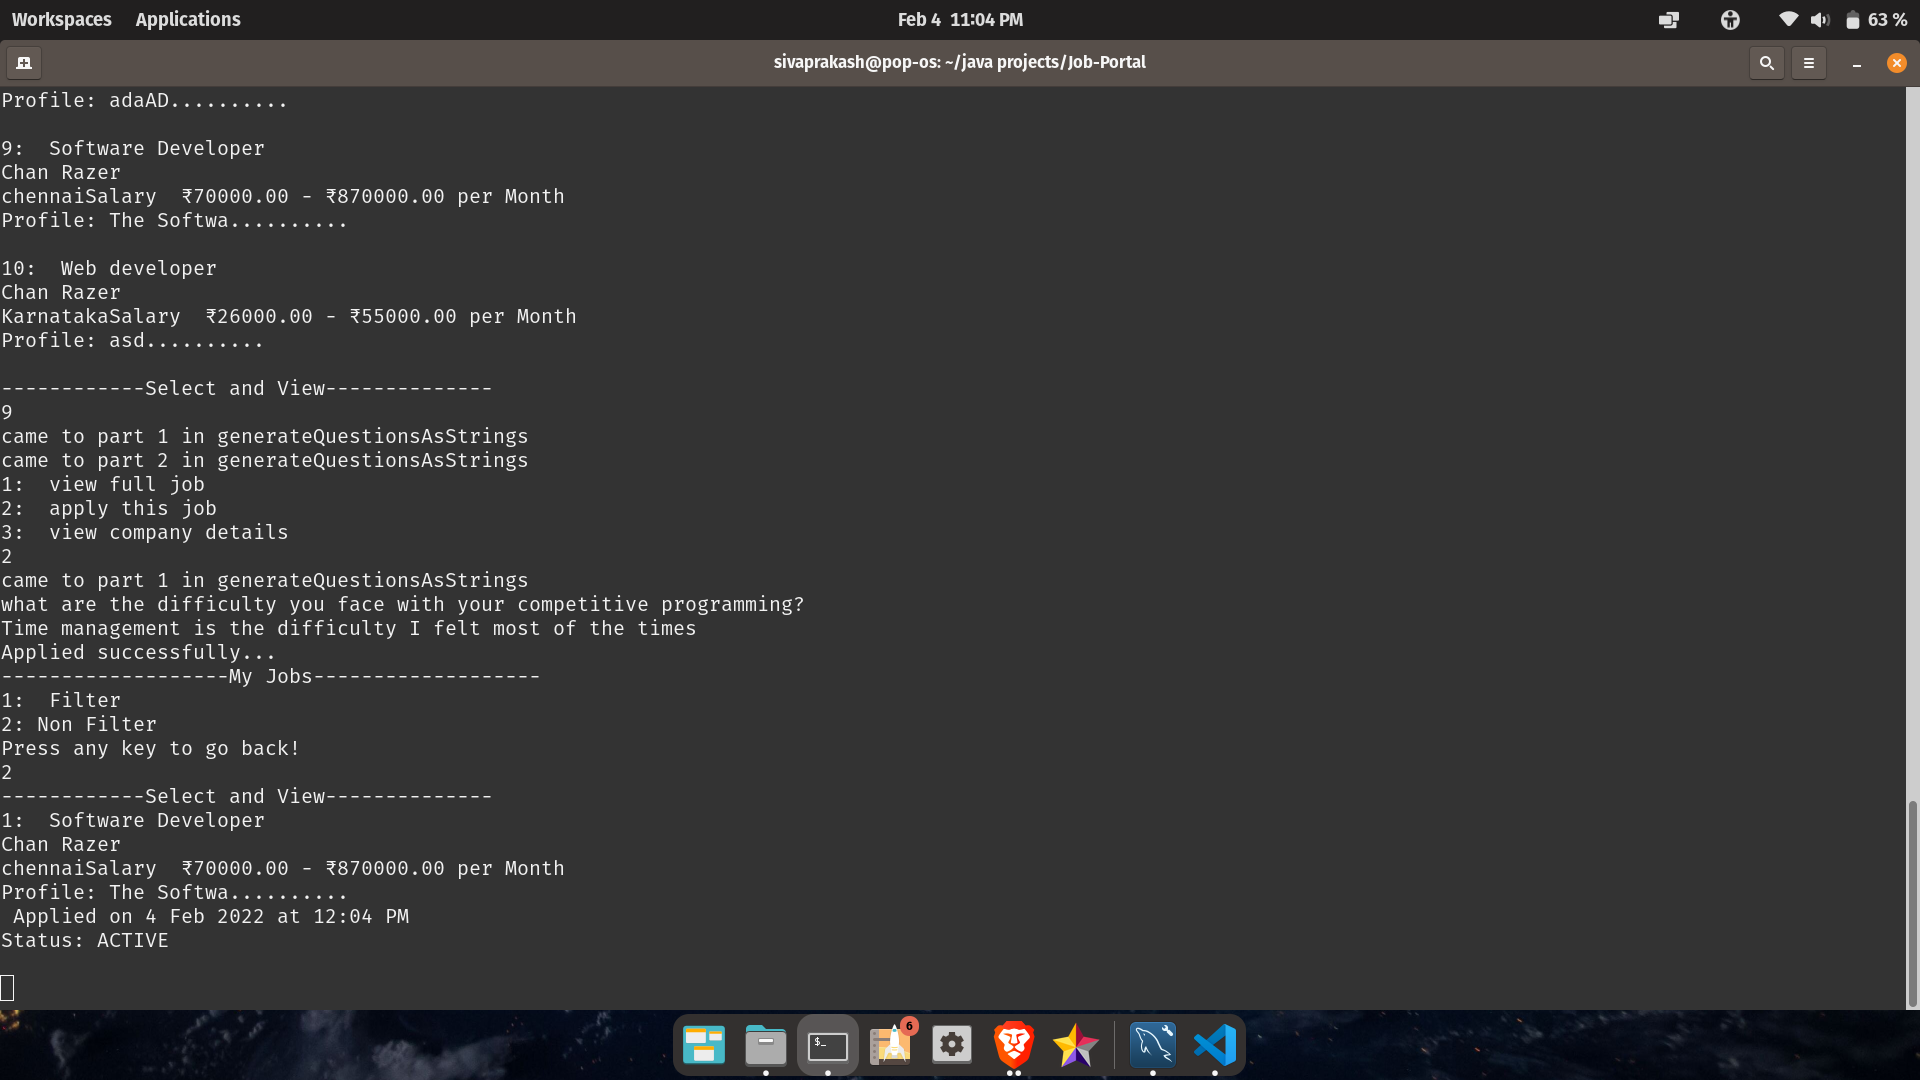 Workspaces Applications Feb 4 11:04 PM 63 %
sivaprakash@pop-os: ~/java projects/Job-Portal
Profile: adaAD..........
9:  Software Developer
Chan Razer
chennaiSalary  ₹70000.00 - ₹870000.00 per Month
Profile: The Softwa..........
10:  Web developer
Chan Razer
KarnatakaSalary  ₹26000.00 - ₹55000.00 per Month
Profile: asd..........
------------Select and View--------------
9
came to part 1 in generateQuestionsAsStrings
came to part 2 in generateQuestionsAsStrings
1:  view full job
2:  apply this job
3:  view company details
2
came to part 1 in generateQuestionsAsStrings
what are the difficulty you face with your competitive programming?
Time management is the difficulty I felt most of the times
Applied successfully...
-------------------My Jobs-------------------
1:  Filter
2: Non Filter
Press any key to go back!
2
------------Select and View--------------
1:  Software Developer
Chan Razer
chennaiSalary  ₹70000.00 - ₹870000.00 per Month
Profile: The Softwa..........
 Applied on 4 Feb 2022 at 12:04 PM
Status: ACTIVE
$_
6